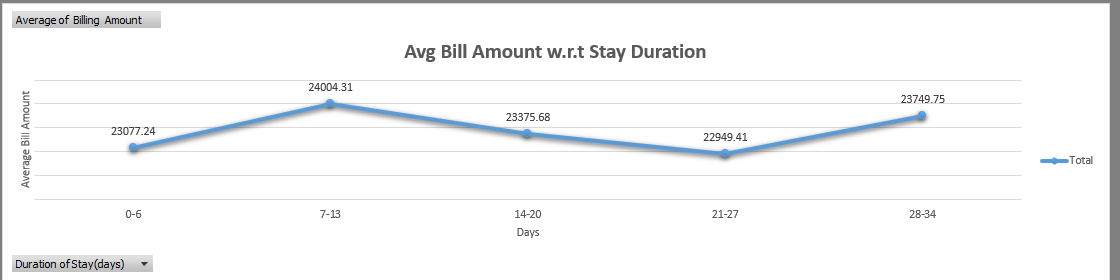 Average of Billing Amount
Avg Bill Amount w.r.t Stay Duration
Average Bill Amount
23077.24
24004.31
23375.68
22949.41
23749.75
Total
0-6
7-13
14-20
21-27
28-34
Days
Duration of Stay(days)